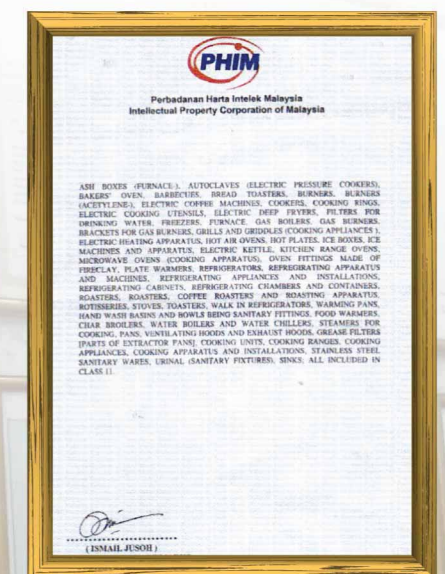 PHIM
Perbadanan Harta Intelek Malaysia
Intellectual Property Corporation of Malaysia
ASH BOXES (FURNACE-), AUTOCLAVES (ELECTRIC PRESSURE COOKERS),
BAKERS' OVEN, BARBECUES, BREAD TOASTERS, BURNERS, BURNERS
(ACETYLENE-), ELECTRIC COFFEE MACHINES, COOKERS, COOKING RINGS,
ELECTRIC COOKING UTENSILS, ELECTRIC DEEP FRYERS, FILTERS FOR
DRINKING WATER, FREEZERS, FURNACE, GAS BOILERS, GAS BURNERS,
BRACKETS FOR GAS BURNERS, GRILLS AND GRIDDLES (COOKING APPLIANCES ),
ELECTRIC HEATING APPARATUS, HOT AIR OVENS, HOT PLATES, ICE BOXES, ICE
MACHINES AND APPARATUS, ELECTRIC KETTLE, KITCHEN RANGE OVENS,
MICROWAVE OVENS (COOKING APPARATUS), OVEN FITTINGS MADE OF
FIRECLAY, PLATE WARMERS, REFRIGERATORS, REFREGIRATING APPARATUS
AND MACHINES, REFRIGERATING APPLIANCES AND INSTALLATIONS,
REFRIGERATING CABINETS, REFRIGERATING CHAMBERS AND CONTAINERS,
ROASTERS, ROASTERS, COFFEE ROASTERS AND ROASTING APPARATUS,
ROTISSERIES, STOVES, TOASTERS, WALK IN REFRIGERATORS, WARMING PANS,
HAND WASH BASINS AND BOWLS BEING SANITARY FITTINGS, FOOD WARMERS,
CHAR BROILERS, WATER BOILERS AND WATER CHILLERS, STEAMERS FOR
COOKING, PANS, VENTILATING HOODS AND EXHAUST HOODS, GREASE FILTERS
[PARTS OF EXTRACTOR PANS], COOKING UNITS, COOKING RANGES, COOKING
APPLIANCES, COOKING APPARATUS AND INSTALLATIONS, STAINLESS STEEL
SANITARY WARES, URINAL (SANITARY FIXTURES), SINKS; ALL INCLUDED IN
CLASS 11.
( ISMAIL JUSOH )